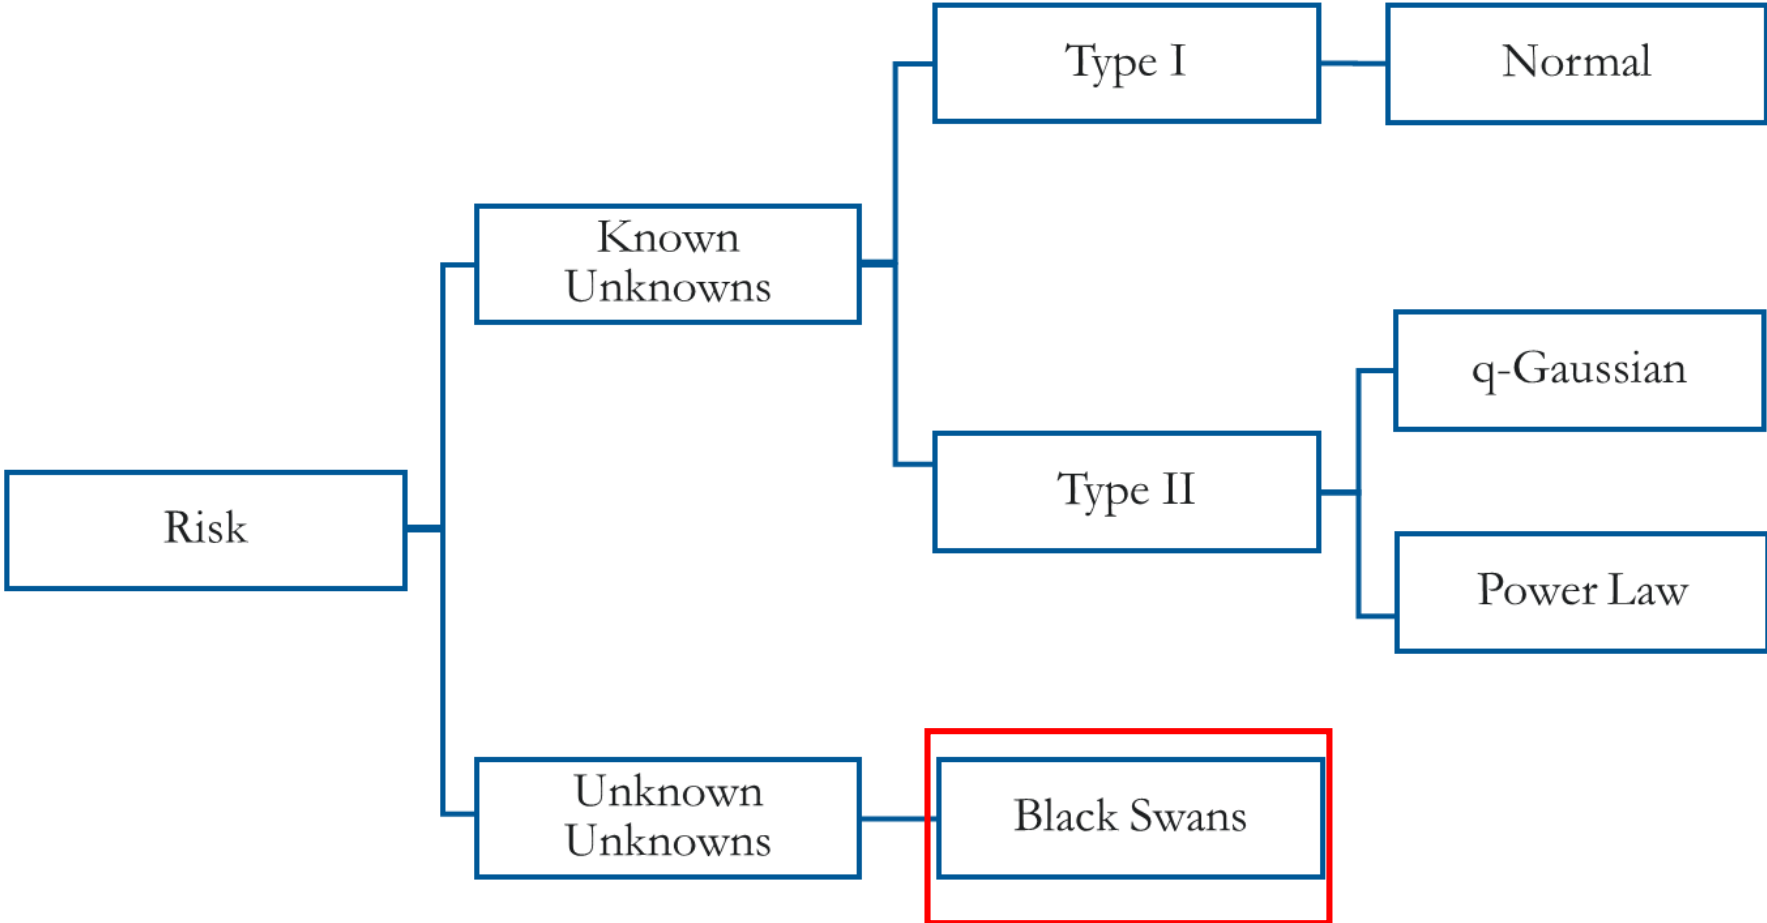 Type I
Normal
Known
Unknowns
q-Gaussian
Type II
Risk
Power Law
Unknown
Unknowns
Black Swans